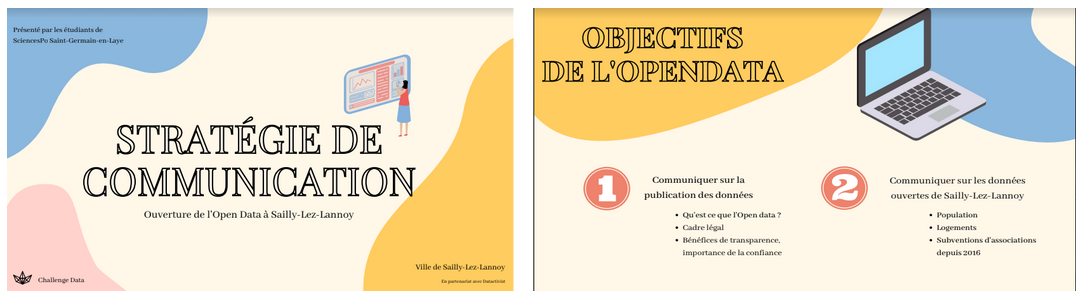 Présenté par les étudiants de
SciencesPo Saint-Germain-en-Laye
STRATÉGIE DE
COMMUNICATION
Ouverture de l'Open Data à Sailly-Lez-Lannoy
Challenge Data
Ville de Sailly-Lez-Lannoy
En partenariat avec Datactivist
OBJECTIFS
DE L'OPENDATA
1
Communiquer sur la
publication des données
• Qu'est ce que l'Open data ?
• Cadre légal
• Bénéfices de transparence,
importance de la confiance
2
Communiquer sur les données
ouvertes de Sailly-Lez-Lannoy
• Population
• Logements
• Subventions d'associations
depuis 2016